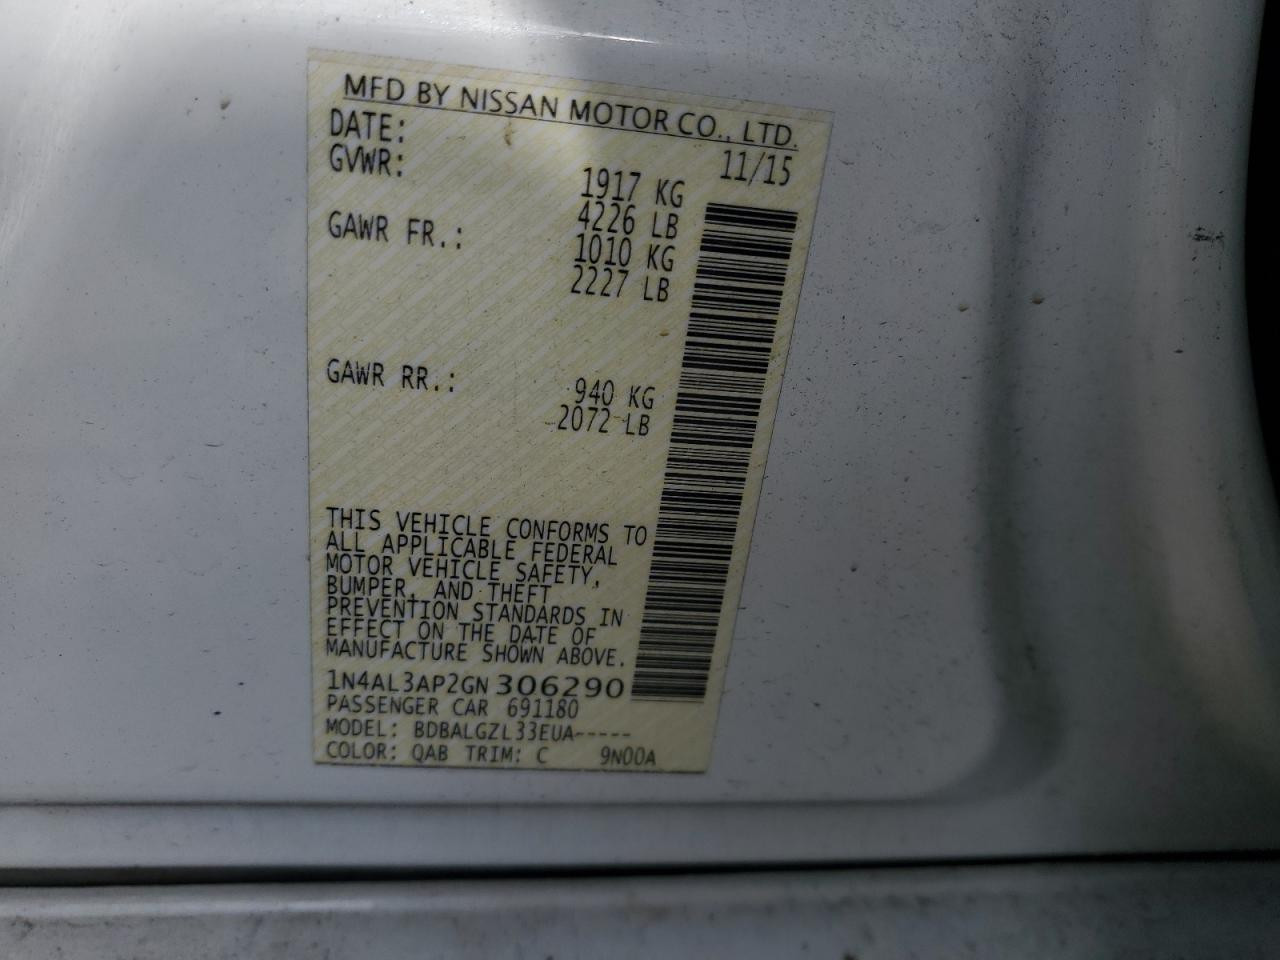 MFD BY NISSAN MOTOR CO., LTD.
DATE: 11/15
GVWR: 1917 KG
4226 LB
GAWR FR.: 1010 KG
2227 LB
GAWR RR.: 940 KG
2072 LB
THIS VEHICLE CONFORMS TO
ALL APPLICABLE FEDERAL
MOTOR VEHICLE SAFETY,
BUMPER, AND THEFT
PREVENTION STANDARDS IN
EFFECT ON THE DATE OF
MANUFACTURE SHOWN ABOVE.
1N4AL3AP2GN306290
PASSENGER CAR 691180
MODEL: BDBALGZL33EUA-----
COLOR: QAB TRIM: C 9N00A